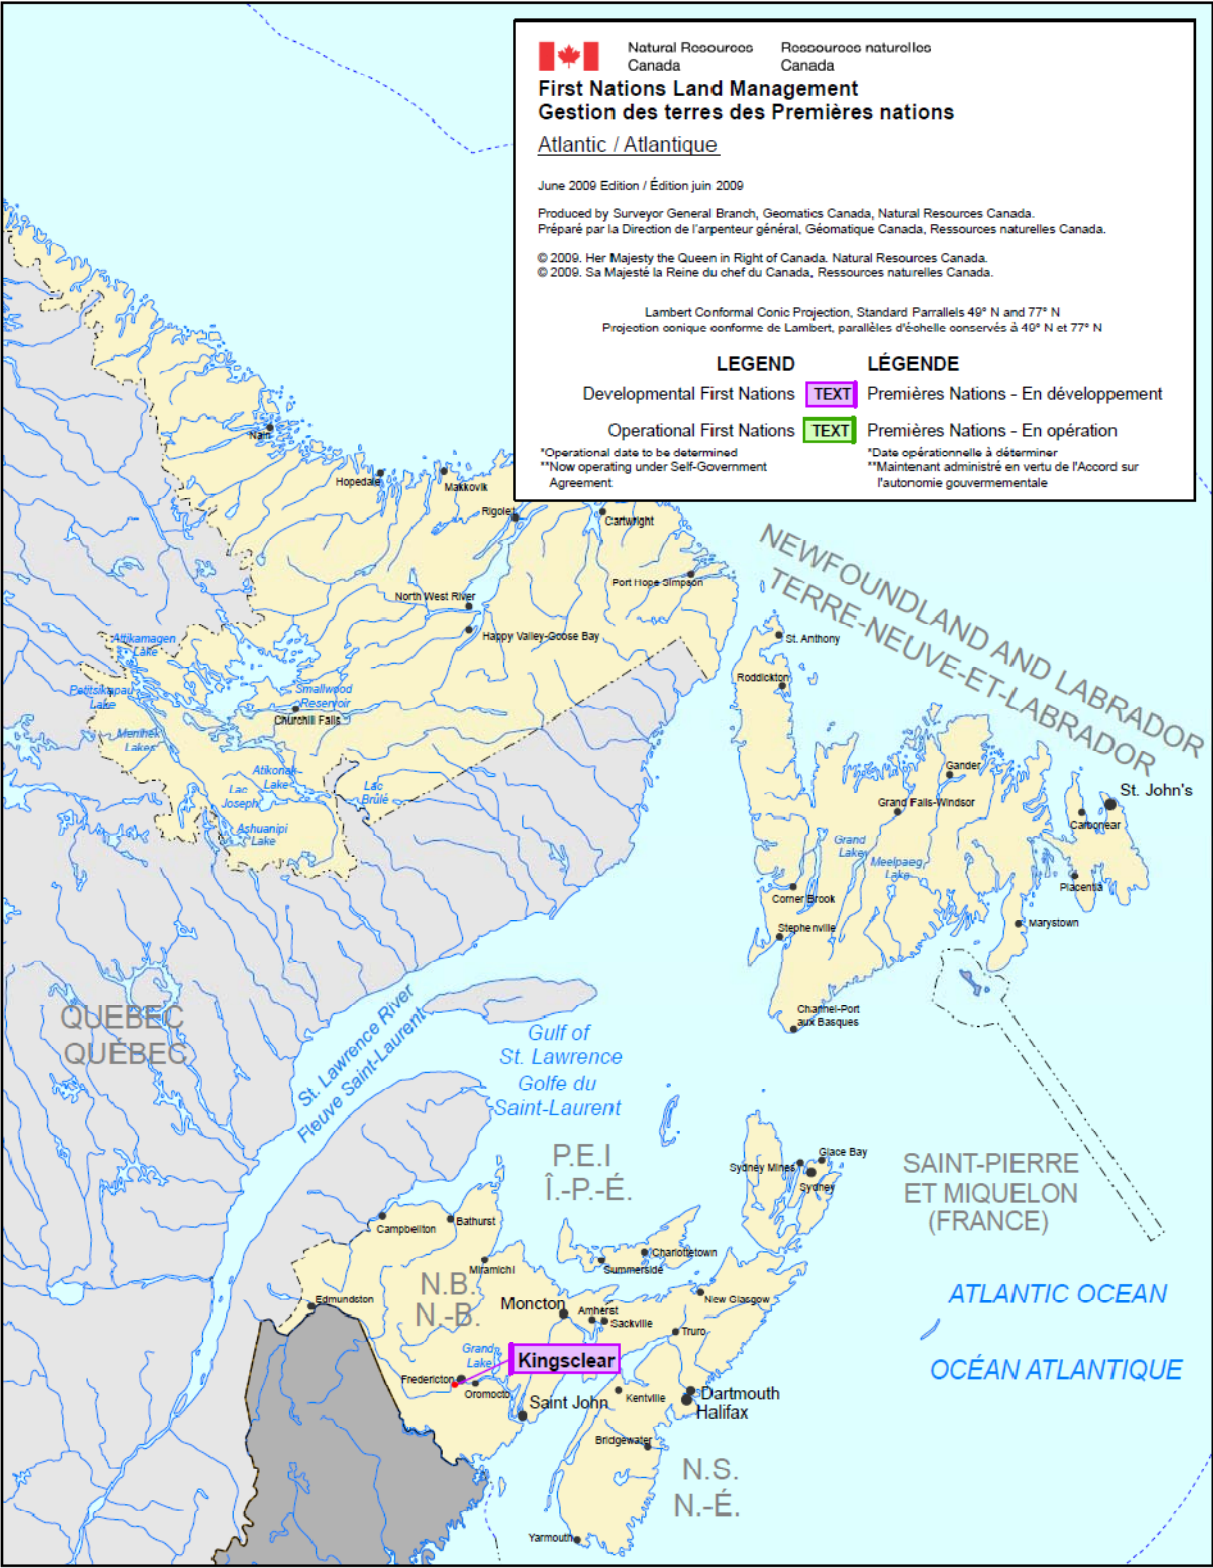 Natural Resources Ressources naturelles
Canada Canada
First Nations Land Management
Gestion des terres des Premières nations
Atlantic / Atlantique
June 2009 Edition / Édition juin 2009
Produced by Surveyor General Branch, Geomatics Canada, Natural Resources Canada.
Préparé par la Direction de l'arpenteur général, Géomatique Canada, Ressources naturelles Canada.
© 2009. Her Majesty the Queen in Right of Canada. Natural Resources Canada.
© 2009. Sa Majesté la Reine du chef du Canada, Ressources naturelles Canada.
Lambert Conformal Conic Projection, Standard Parrallels 49° N and 77° N
Projection conique conforme de Lambert, parallèles d'échelle conservés à 49° N et 77° N
LEGEND LÉGENDE
Developmental First Nations TEXT Premières Nations - En développement
Operational First Nations TEXT Premières Nations - En opération
*Operational date to be determined
**Now operating under Self-Government
Agreement
*Date opérationnelle à déterminer
**Maintenant administré en vertu de l'Accord sur
l'autonomie gouvermementale
Nain
Hopedale
Makkovik
Rigolet
Cartwright
Port Hope Simpson
North West River
Happy Valley-Goose Bay
NEWFOUNDLAND AND LABRADOR
TERRE-NEUVE-ET-LABRADOR
St. Anthony
Roddickton
Attikamagen
Lake
Petitsikapau
Lake
Menihek
Lakes
Smallwood
Reservoir
Churchill Falls
Atikonak
Lake
Lac
Joseph
Lac
Brûlé
Ashuanipi
Lake
Gander
Grand Falls-Windsor
St. John's
Carbonear
Grand
Lake
Meelpaeg
Lake
Placentia
Corner Brook
Stephenville
Marystown
Channel-Port
aux Basques
QUEBEC
QUÉBEC
St. Lawrence River
Fleuve Saint-Laurent
Gulf of
St. Lawrence
Golfe du
Saint-Laurent
P.E.I
Î.-P.-É.
Glace Bay
Sydney Mines
Sydney
SAINT-PIERRE
ET MIQUELON
(FRANCE)
Campbellton
Bathurst
Miramichi
Charlottetown
Summerside
N.B.
N.-B.
Edmundston
Moncton
Amherst
Sackville
New Glasgow
Truro
ATLANTIC OCEAN
OCÉAN ATLANTIQUE
Grand
Lake
Kingsclear
Fredericton
Oromocto
Saint John
Kentville
Dartmouth
Halifax
Bridgewater
N.S.
N.-É.
Yarmouth